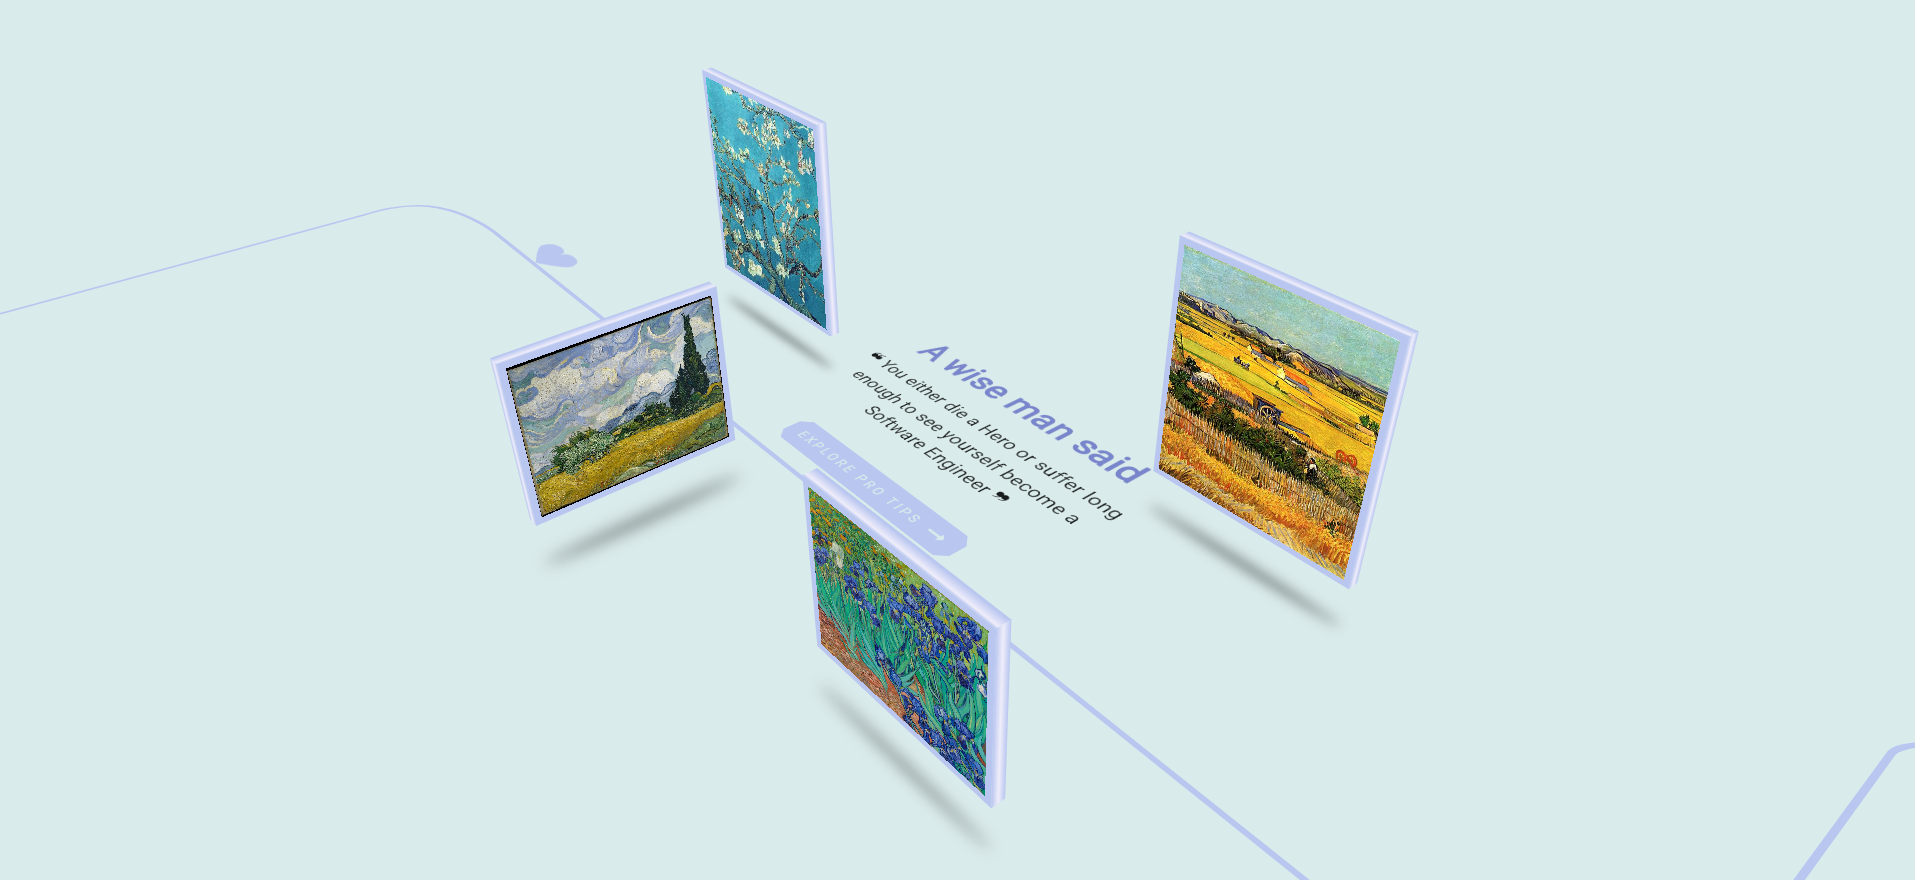 A wise man said
❝ You either die a Hero or suffer long
enough to see yourself become a
Software Engineer ❞
EXPLORE PRO TIPS →